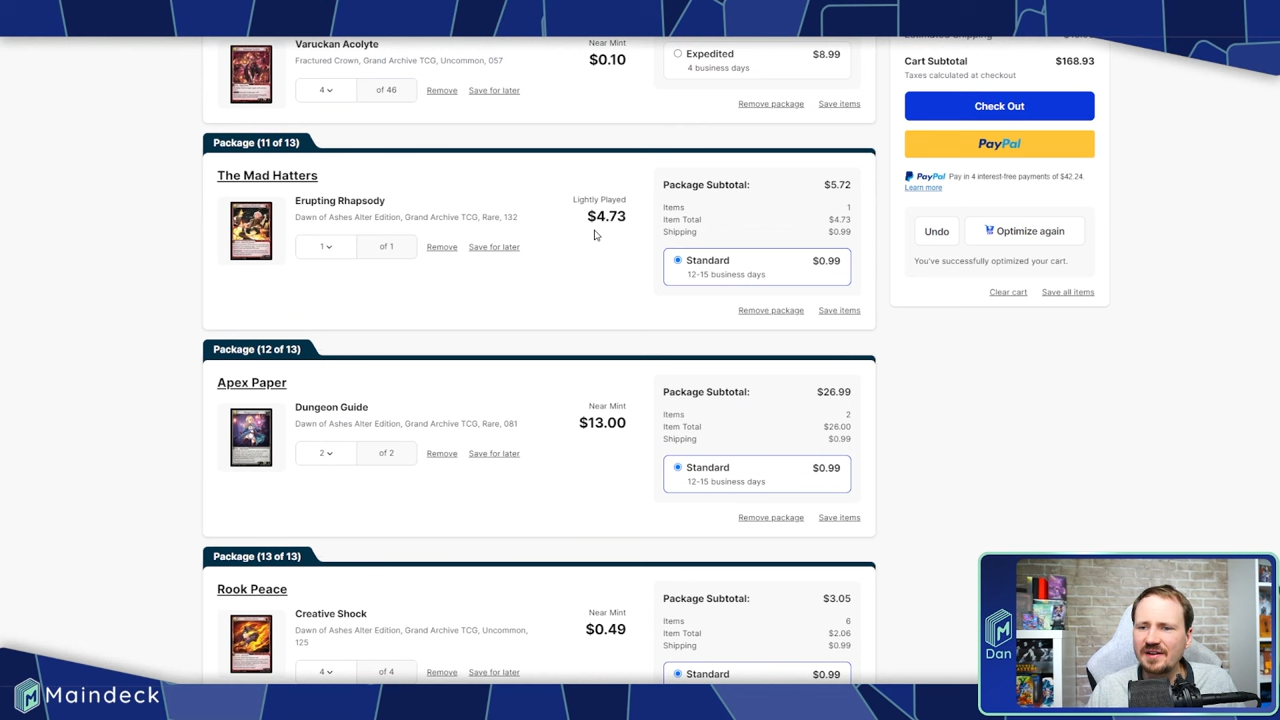 Varuckan Acolyte
Fractured Crown, Grand Archive TCG, Uncommon, 057
4
of 46
Remove
Save for later
Near Mint
$0.10
Expedited
$8.99
4 business days
Remove package
Save items
Package (11 of 13)
The Mad Hatters
Erupting Rhapsody
Dawn of Ashes Alter Edition, Grand Archive TCG, Rare, 132
1
of 1
Remove
Save for later
Lightly Played
$4.73
Package Subtotal:
$5.72
Items
1
Item Total
$4.73
Shipping
$0.99
Standard
$0.99
12-15 business days
Remove package
Save items
Package (12 of 13)
Apex Paper
Dungeon Guide
Dawn of Ashes Alter Edition, Grand Archive TCG, Rare, 081
2
of 2
Remove
Save for later
Near Mint
$13.00
Package Subtotal:
$26.99
Items
2
Item Total
$26.00
Shipping
$0.99
Standard
$0.99
12-15 business days
Remove package
Save items
Package (13 of 13)
Rook Peace
Creative Shock
Dawn of Ashes Alter Edition, Grand Archive TCG, Uncommon,
125
4
of 4
Remove
Save for later
Near Mint
$0.49
Package Subtotal:
$3.05
Items
6
Item Total
$2.06
Shipping
$0.99
Standard
$0.99
Cart Subtotal
$168.93
Taxes calculated at checkout
Check Out
PayPal
PayPal Pay in 4 interest-free payments of $42.24.
Learn more
Undo
Optimize again
You've successfully optimized your cart.
Clear cart
Save all items
Dan
Maindeck